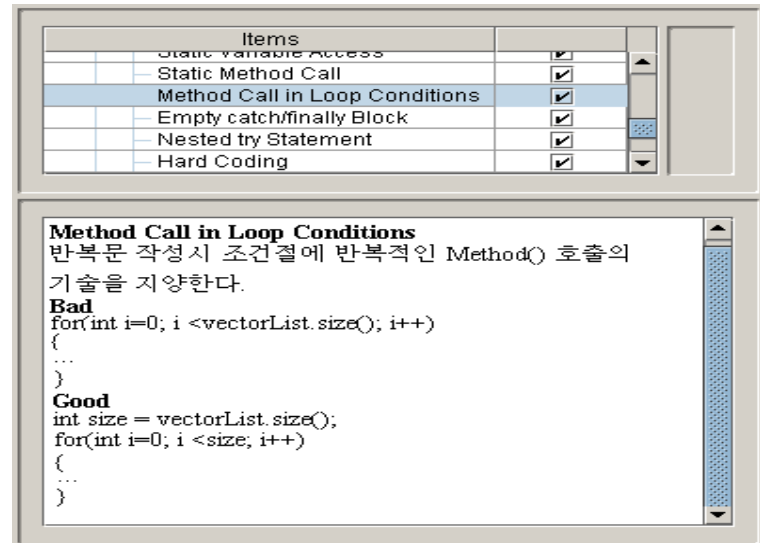 Items
Static Variable Access
Static Method Call
Method Call in Loop Conditions
Empty catch/finally Block
Nested try Statement
Hard Coding
Method Call in Loop Conditions
반복문 작성시 조건절에 반복적인 Method() 호출의
기술을 지양한다.
Bad
for(int i=0; i <vectorList.size(); i++)
{
...
}
Good
int size = vectorList.size();
for(int i=0; i <size; i++)
{
...
}